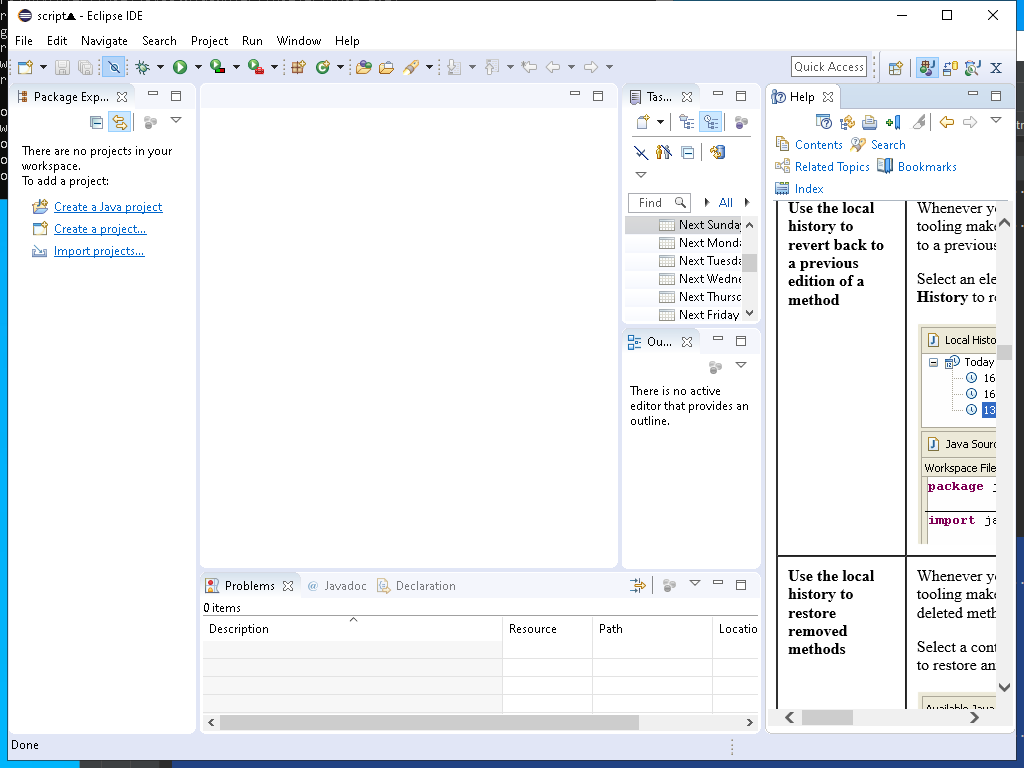 script▲ - Eclipse IDE
File Edit Navigate Search Project Run Window Help
Quick Access
Package Exp...
There are no projects in your
workspace.
To add a project:
Create a Java project
Create a project...
Import projects...
Tas...
Find
All
Next Sunday
Next Monda
Next Tuesda
Next Wedne
Next Thursd
Next Friday
Ou...
There is no active
editor that provides an
outline.
Problems @ Javadoc Declaration
0 items
Description Resource Path Locatio
Help
Contents Search
Related Topics Bookmarks
Index
Use the local
history to
revert back to
a previous
edition of a
method
Whenever yo
tooling make
to a previous
Select an ele
History to re
Local Histo
Today
16
16
13
Java Sourc
Workspace File
package j
import ja
Use the local
history to
restore
removed
methods
Whenever yo
tooling make
deleted meth
Select a cont
to restore an
Available Java
Done